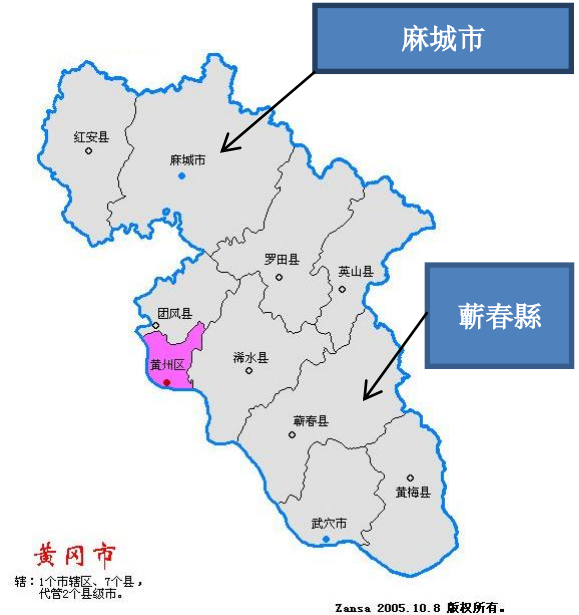 麻城市
红安县
麻城市
罗田县
英山县
蕲春縣
团风县
黄州区
浠水县
蕲春县
黄梅县
武穴市
黄冈市
辖：1个市辖区、7个县，
代管2个县级市。
Zansa 2005.10.8 版权所有。